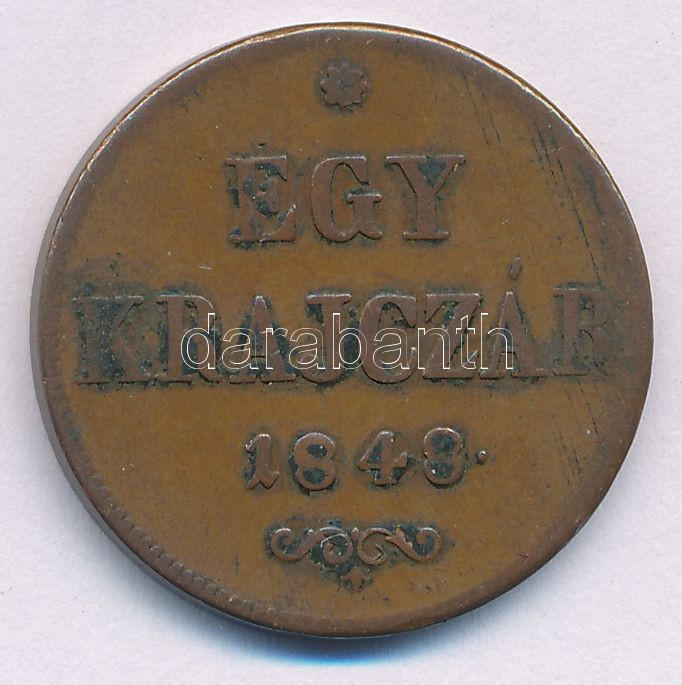 EGY
KRAJCZÁR
darabanth
1848.